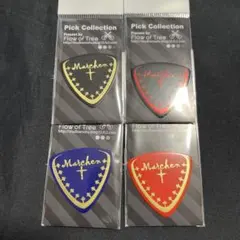 Pick Collection
Flow of Tree
Märchen
Pick Collection
Flow of Tree
Märchen
Flow of Tree
Märchen
Flow of Tree
Märchen